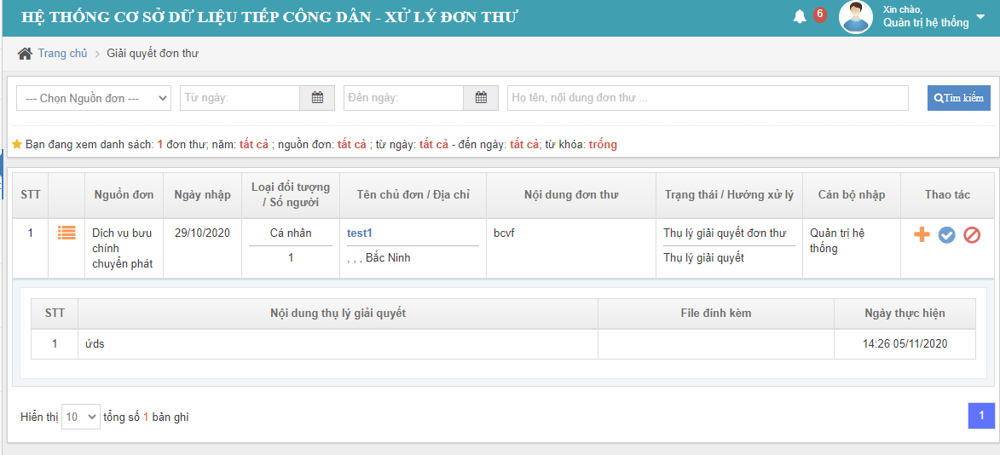 HỆ THỐNG CƠ SỞ DỮ LIỆU TIẾP CÔNG DÂN - XỬ LÝ ĐƠN THƯ
6
Xin chào,
Quản trị hệ thống
Trang chủ > Giải quyết đơn thư
--- Chọn Nguồn đơn ---
Từ ngày:
Đến ngày:
Họ tên, nội dung đơn thư ...
Tìm kiếm
Bạn đang xem danh sách: 1 đơn thư; năm: tất cả ; nguồn đơn: tất cả ; từ ngày: tất cả - đến ngày: tất cả; từ khóa: trống
STT
Nguồn đơn
Ngày nhập
Loại đối tượng
/ Số người
Tên chủ đơn / Địa chỉ
Nội dung đơn thư
Trạng thái / Hướng xử lý
Cán bộ nhập
Thao tác
1
Dịch vụ bưu
chính
chuyển phát
29/10/2020
Cá nhân
1
test1
, , , Bắc Ninh
bcvf
Thụ lý giải quyết đơn thư
Thụ lý giải quyết
Quản trị hệ
thống
STT
Nội dung thụ lý giải quyết
File đính kèm
Ngày thực hiện
1
ứds
14:26 05/11/2020
Hiển thị 10 tổng số 1 bản ghi
1